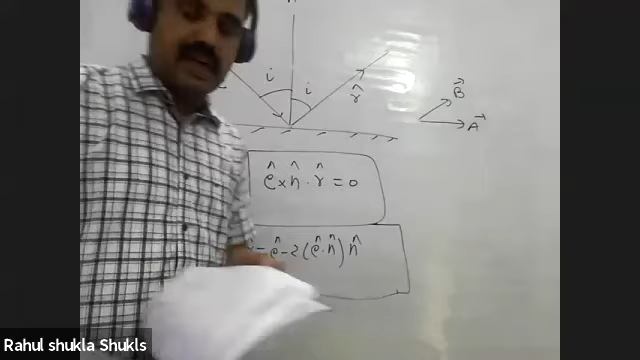 n
i i
r̂
B⃗
A⃗
ê × n̂ · r̂ = 0
= ê - 2 (ê · n̂) n̂
Rahul shukla Shukls